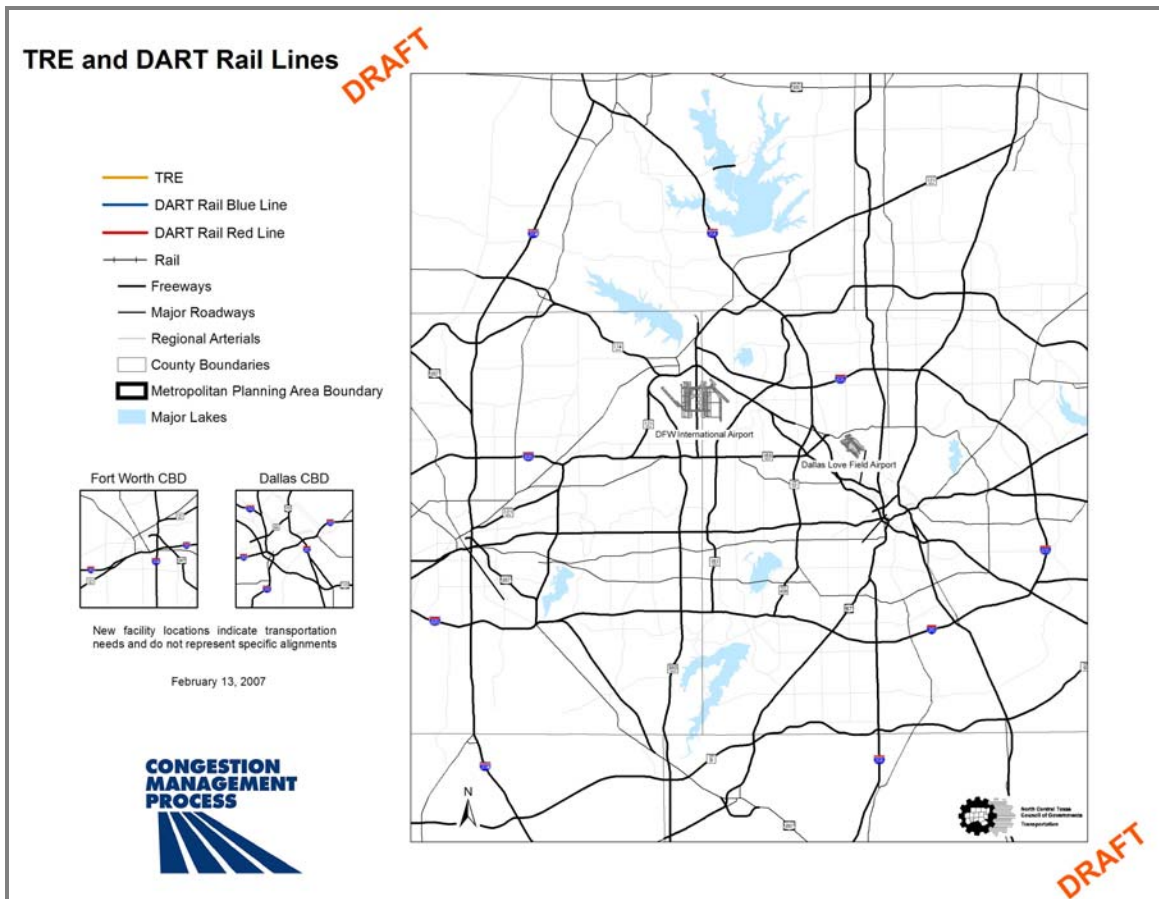 TRE and DART Rail Lines
DRAFT
TRE
DART Rail Blue Line
DART Rail Red Line
Rail
Freeways
Major Roadways
Regional Arterials
County Boundaries
Metropolitan Planning Area Boundary
Major Lakes
Fort Worth CBD
Dallas CBD
New facility locations indicate transportation
needs and do not represent specific alignments
February 13, 2007
CONGESTION
MANAGEMENT
PROCESS
DFW International Airport
Dallas Love Field Airport
N
North Central Texas
Council of Governments
Transportation
DRAFT